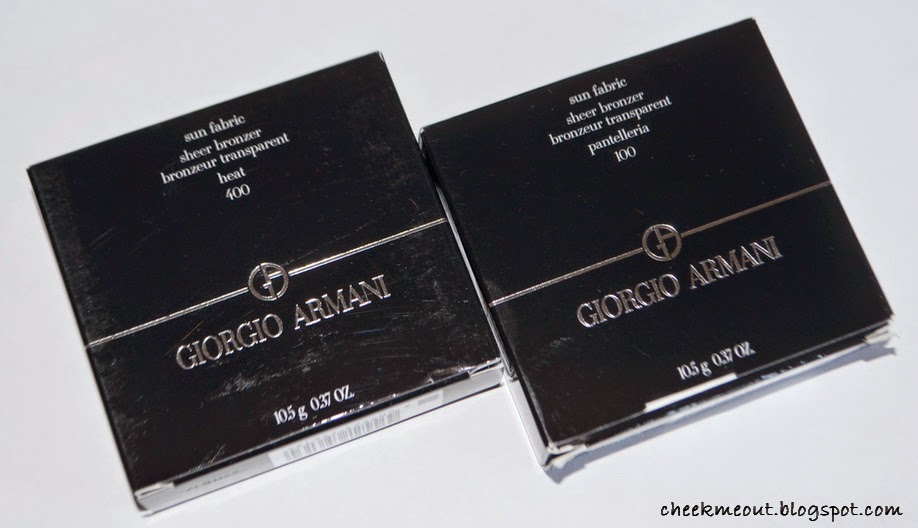 sun fabric
sheer bronzer
bronzeur transparent
heat
400
GIORGIO ARMANI
10.5 g 0.37 OZ.
sun fabric
sheer bronzer
bronzeur transparent
pantelleria
100
GIORGIO ARMANI
10.5 g 0.37 OZ.
cheekmeout.blogspot.com